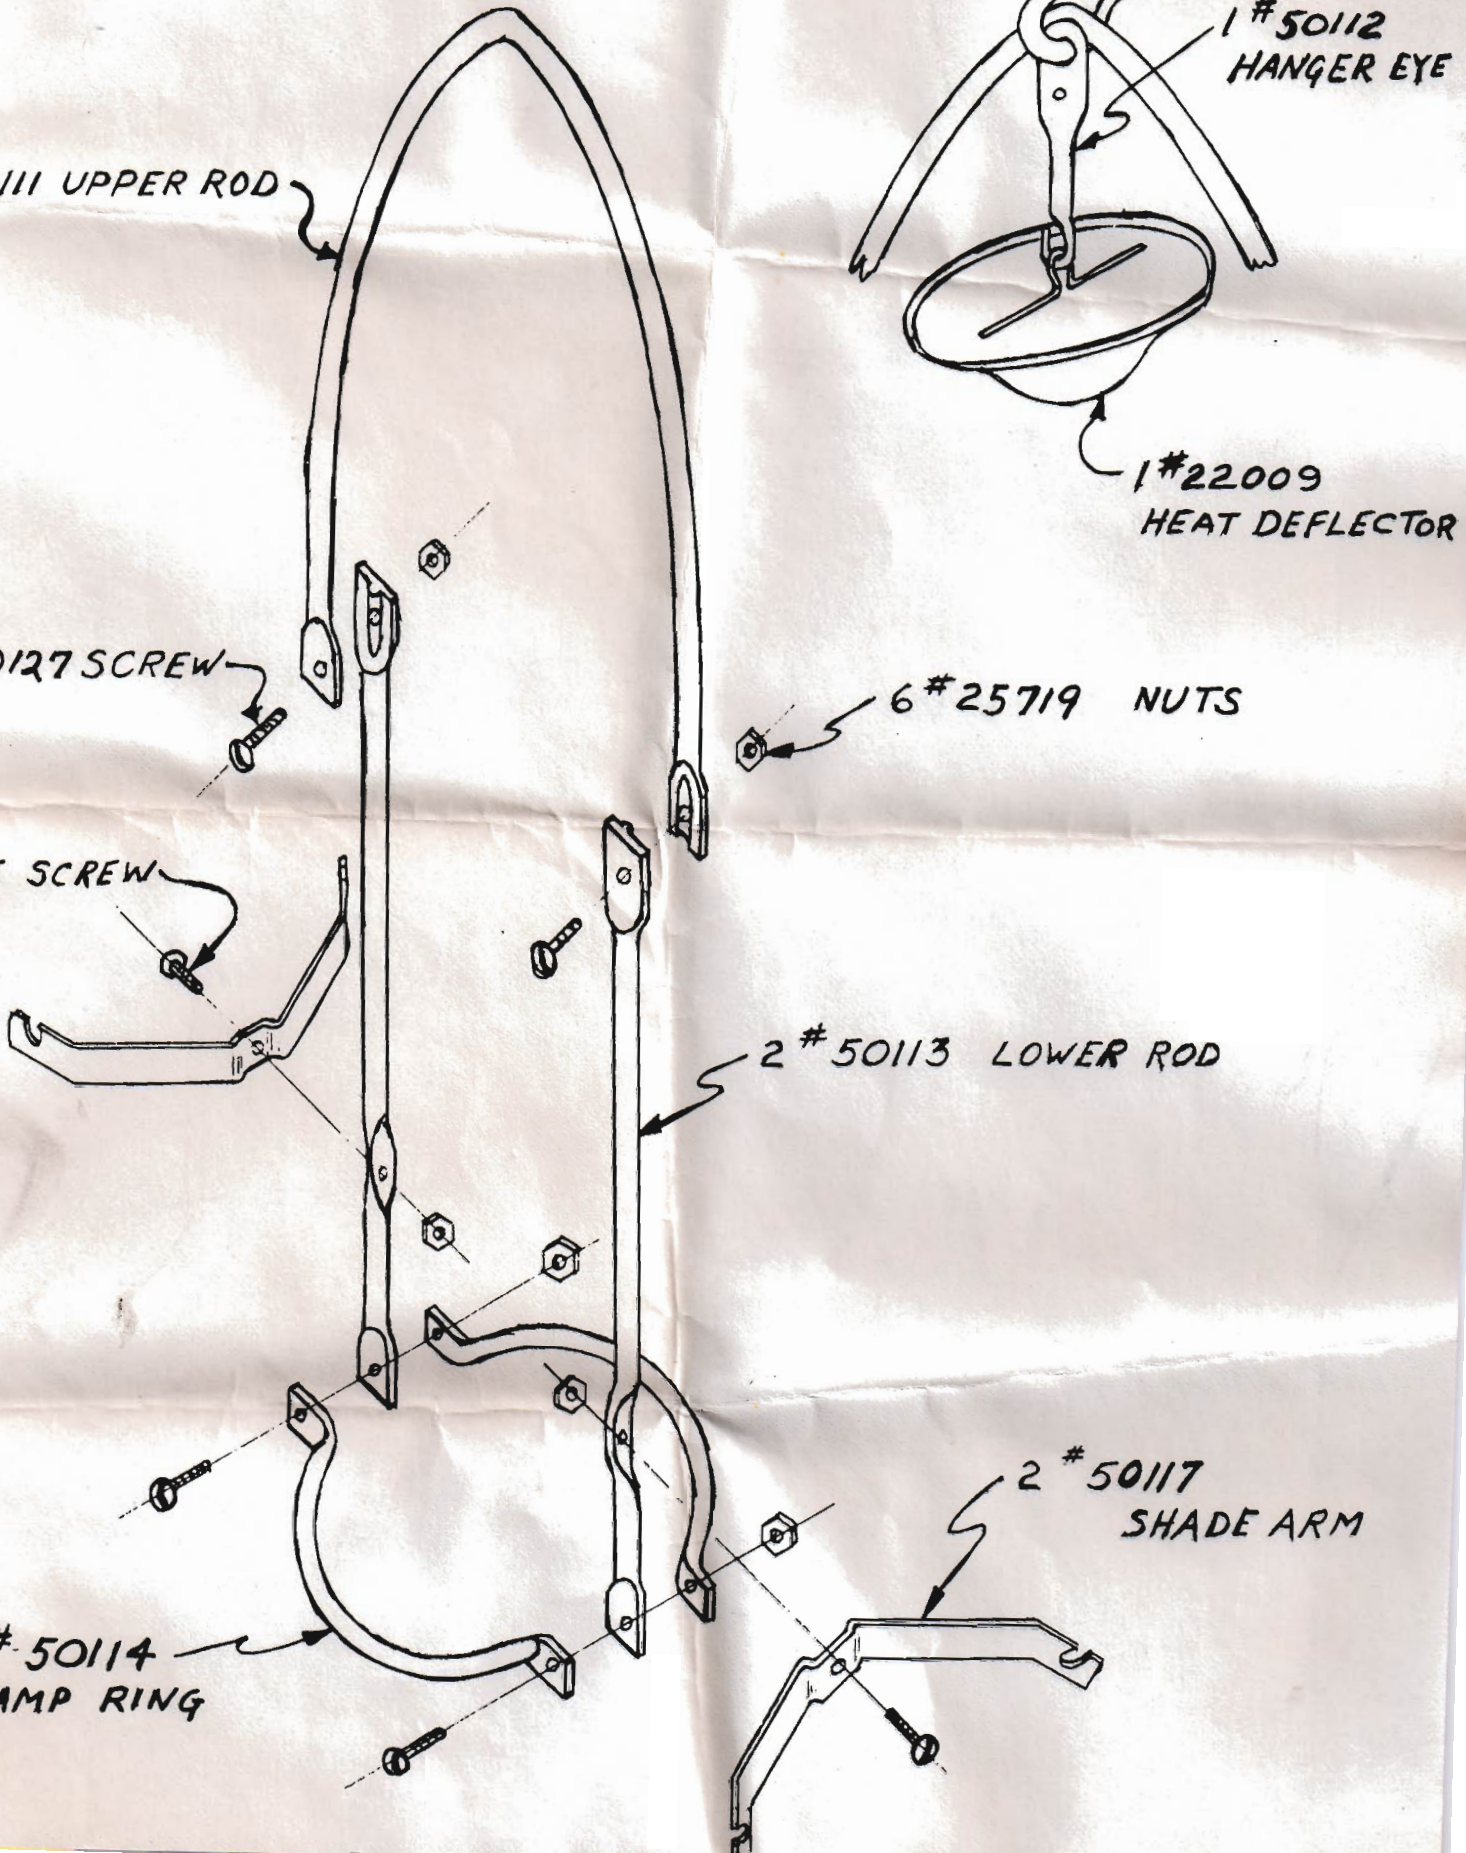 1 # 50112
HANGER EYE
111 UPPER ROD
1 # 22009
HEAT DEFLECTOR
0127 SCREW
6 # 25719 NUTS
SCREW
2 # 50113 LOWER ROD
2 # 50117
SHADE ARM
# 50114
AMP RING